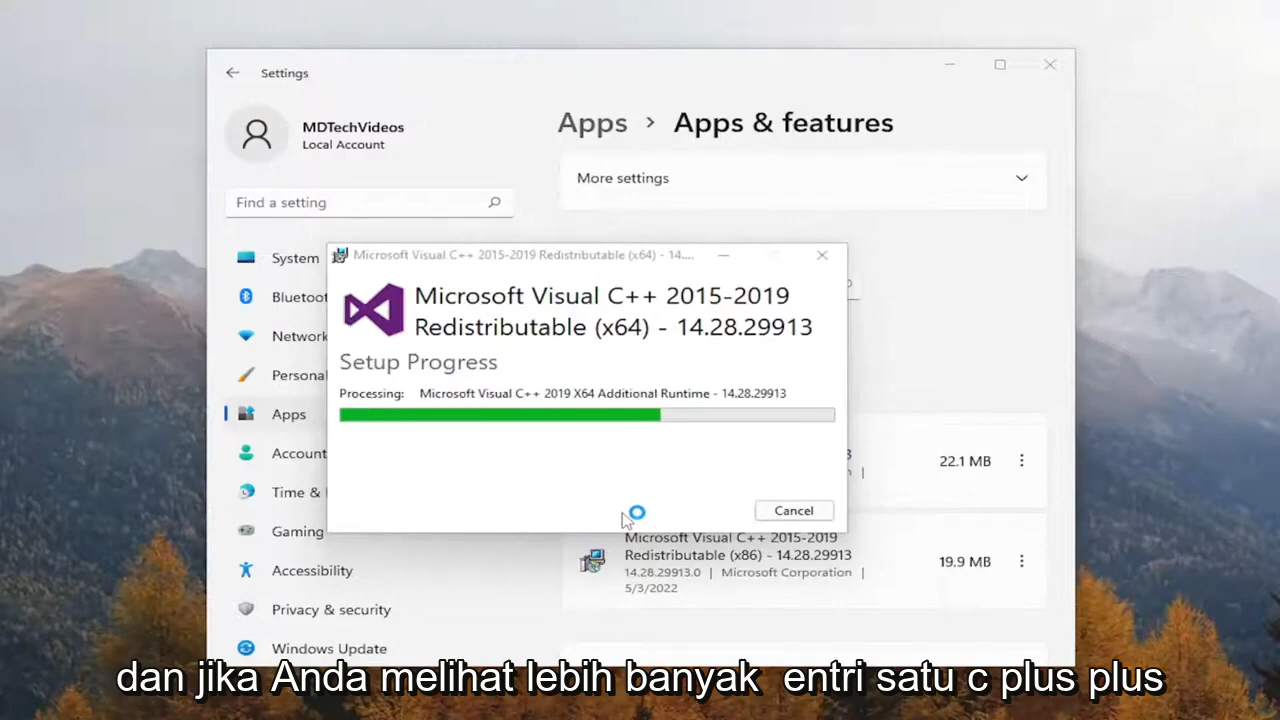 Settings
MDTechVideos
Local Account
Find a setting
System
Bluetoot
Network
Persona
Apps
Account
Time &
Gaming
Accessibility
Privacy & security
Windows Update
Apps > Apps & features
More settings
Microsoft Visual C++ 2015-2019 Redistributable (x64) - 14....
Microsoft Visual C++ 2015-2019
Redistributable (x64) - 14.28.29913
Setup Progress
Processing: Microsoft Visual C++ 2019 X64 Additional Runtime - 14.28.29913
Cancel
22.1 MB
Microsoft Visual C++ 2015-2019
Redistributable (x86) - 14.28.29913
14.28.29913.0 | Microsoft Corporation |
5/3/2022
19.9 MB
dan jika Anda melihat lebih banyak entri satu c plus plus